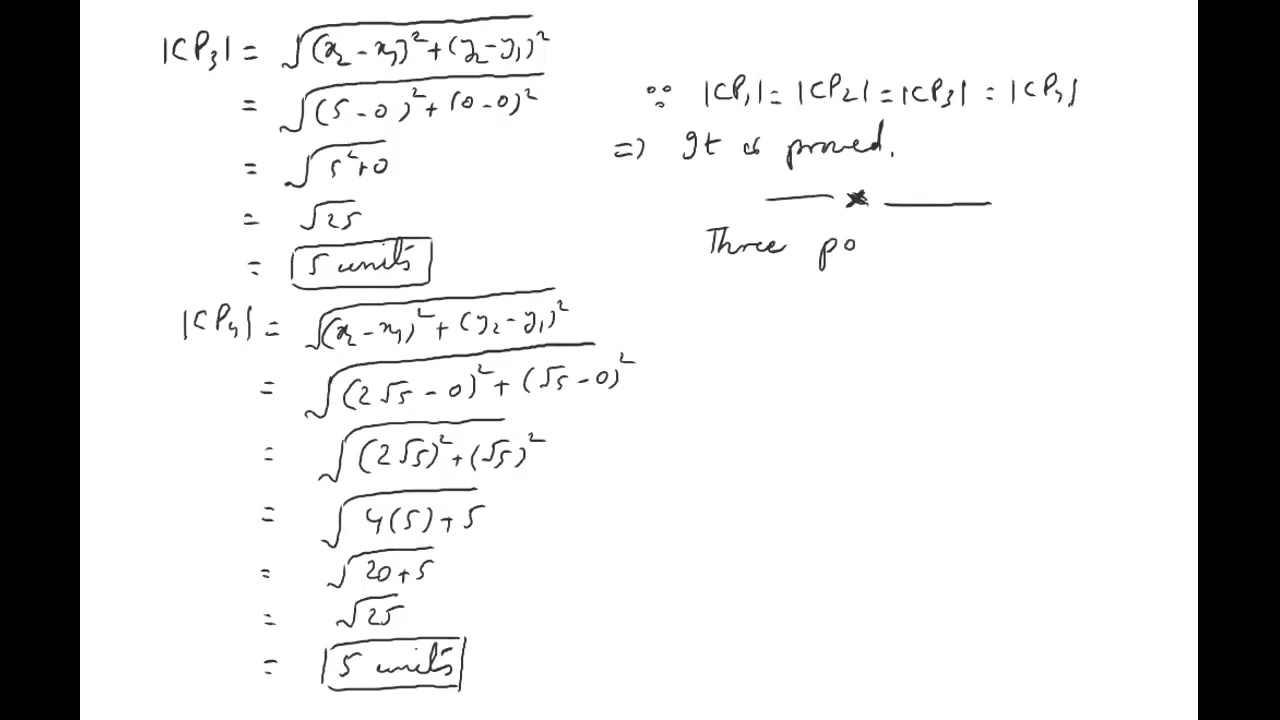 |CP₃| = √(x₂ - x₁)² + (y₂ - y₁)²
= √(5 - 0)² + (0 - 0)²
= √5² + 0
= √25
= 5 units
|CP₄| = √(x₂ - x₁)² + (y₂ - y₁)²
= √(2√5 - 0)² + (√5 - 0)²
= √(2√5)² + (√5)²
= √4(5) + 5
= √20 + 5
= √25
= 5 units
∵ |CP₁| = |CP₂| = |CP₃| = |CP₄|
⇒ It is proved.
Three po